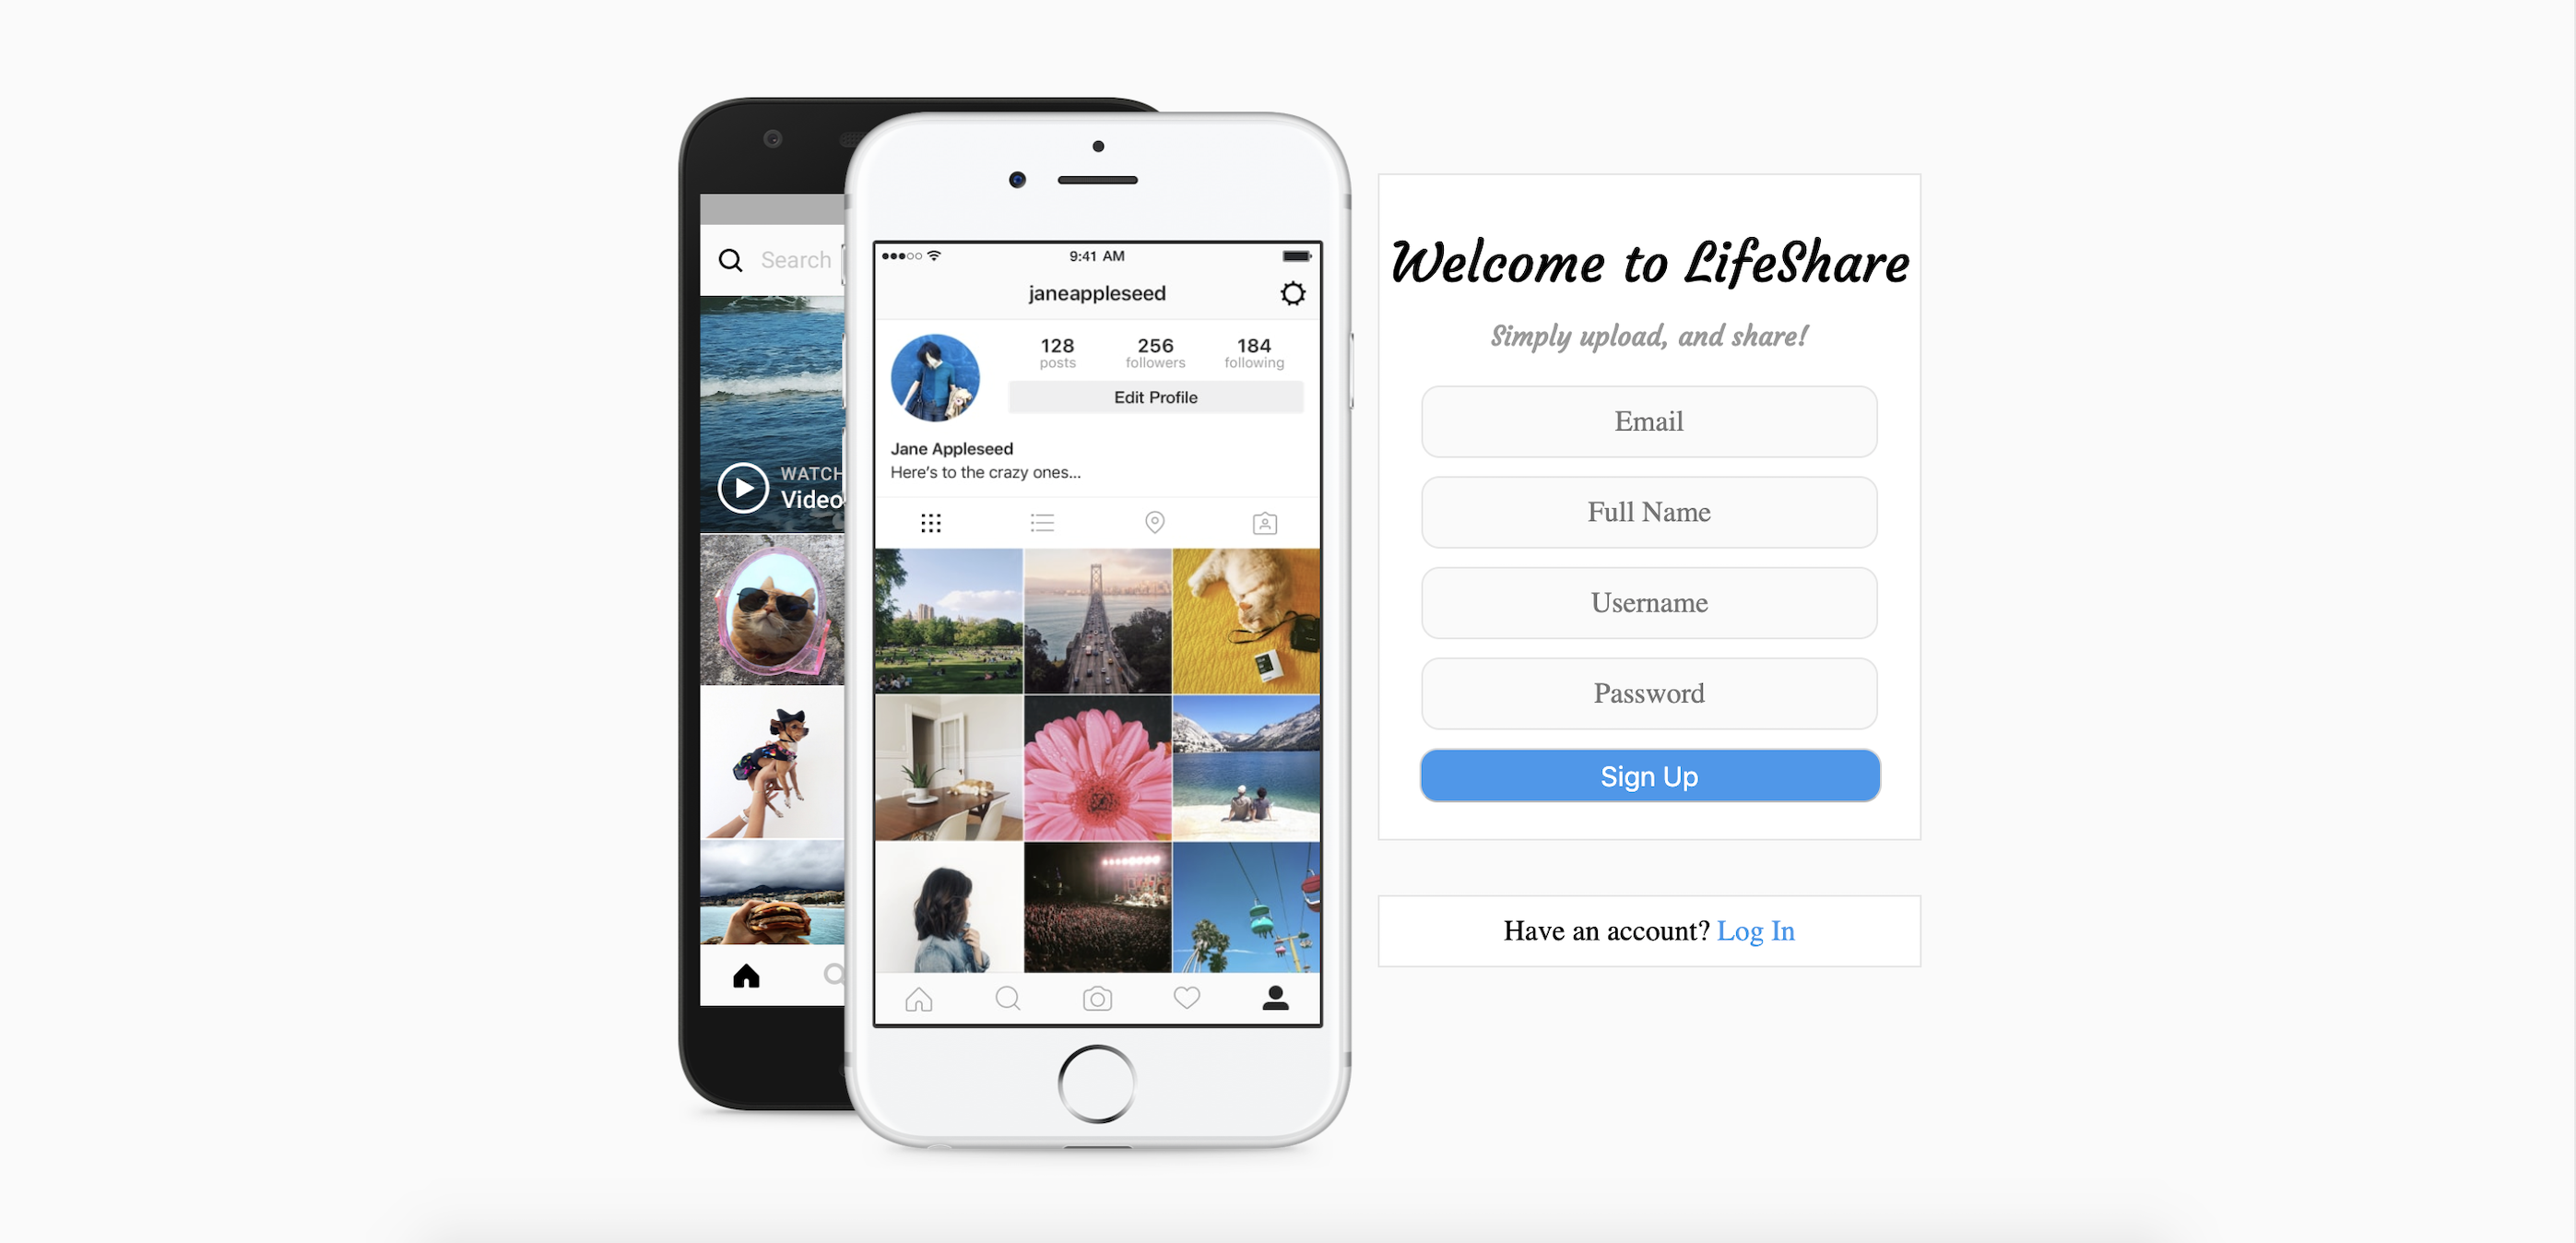 Search
WATCH
Video
9:41 AM
janeappleseed
128 256 184
posts followers following
Edit Profile
Jane Appleseed
Here's to the crazy ones...
Welcome to LifeShare
Simply upload, and share!
Email
Full Name
Username
Password
Sign Up
Have an account? Log In